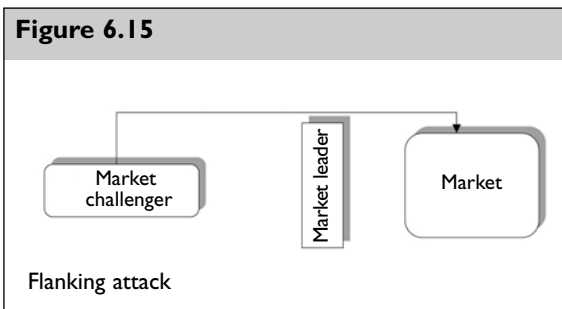 Figure 6.15
Market
challenger
Market leader
Market
Flanking attack